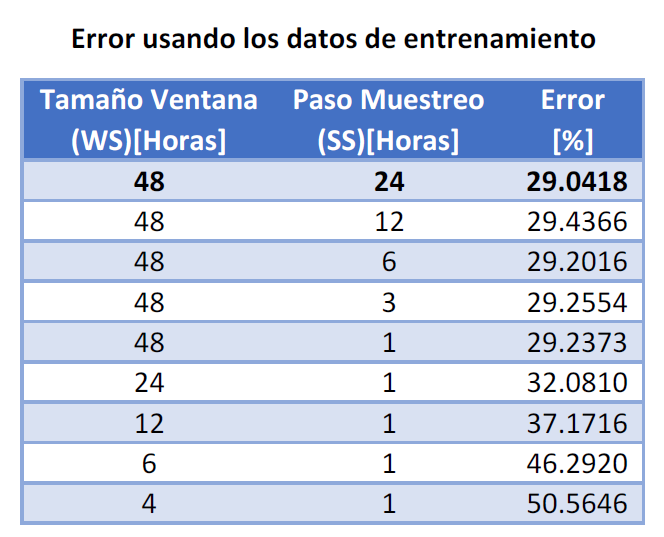 Error usando los datos de entrenamiento
Tamaño Ventana Paso Muestreo Error
(WS)[Horas] (SS)[Horas] [%]
48 24 29.0418
48 12 29.4366
48 6 29.2016
48 3 29.2554
48 1 29.2373
24 1 32.0810
12 1 37.1716
6 1 46.2920
4 1 50.5646